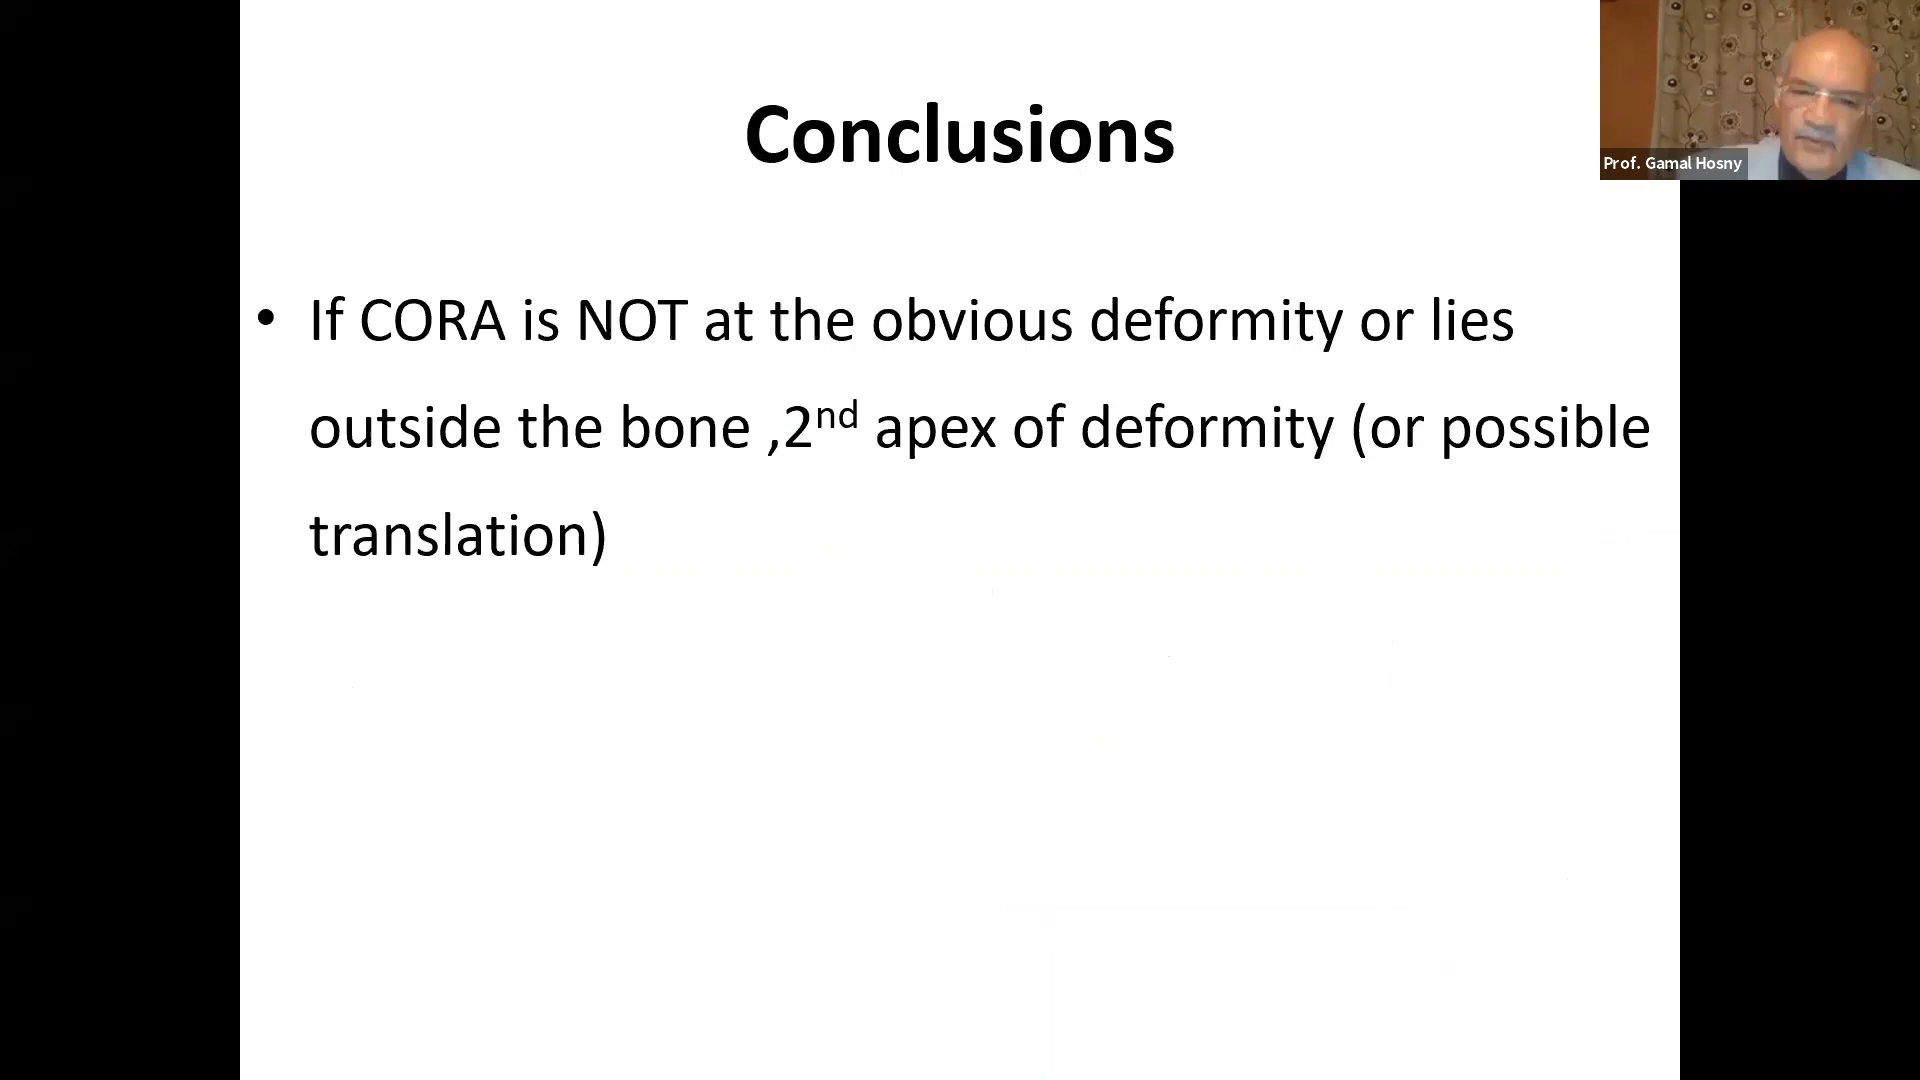 Conclusions
Prof. Gamal Hosny
• If CORA is NOT at the obvious deformity or lies
outside the bone ,2nd apex of deformity (or possible
translation)